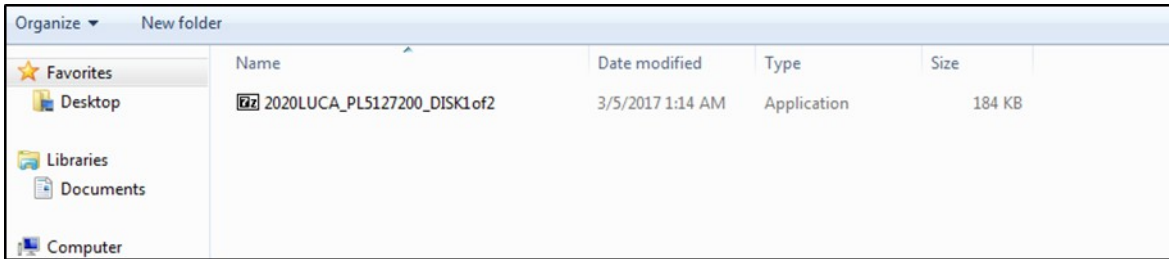 Organize ▾ New folder
Favorites
Desktop
Libraries
Documents
Computer
Name Date modified Type Size
7z 2020LUCA_PL5127200_DISK1of2 3/5/2017 1:14 AM Application 184 KB